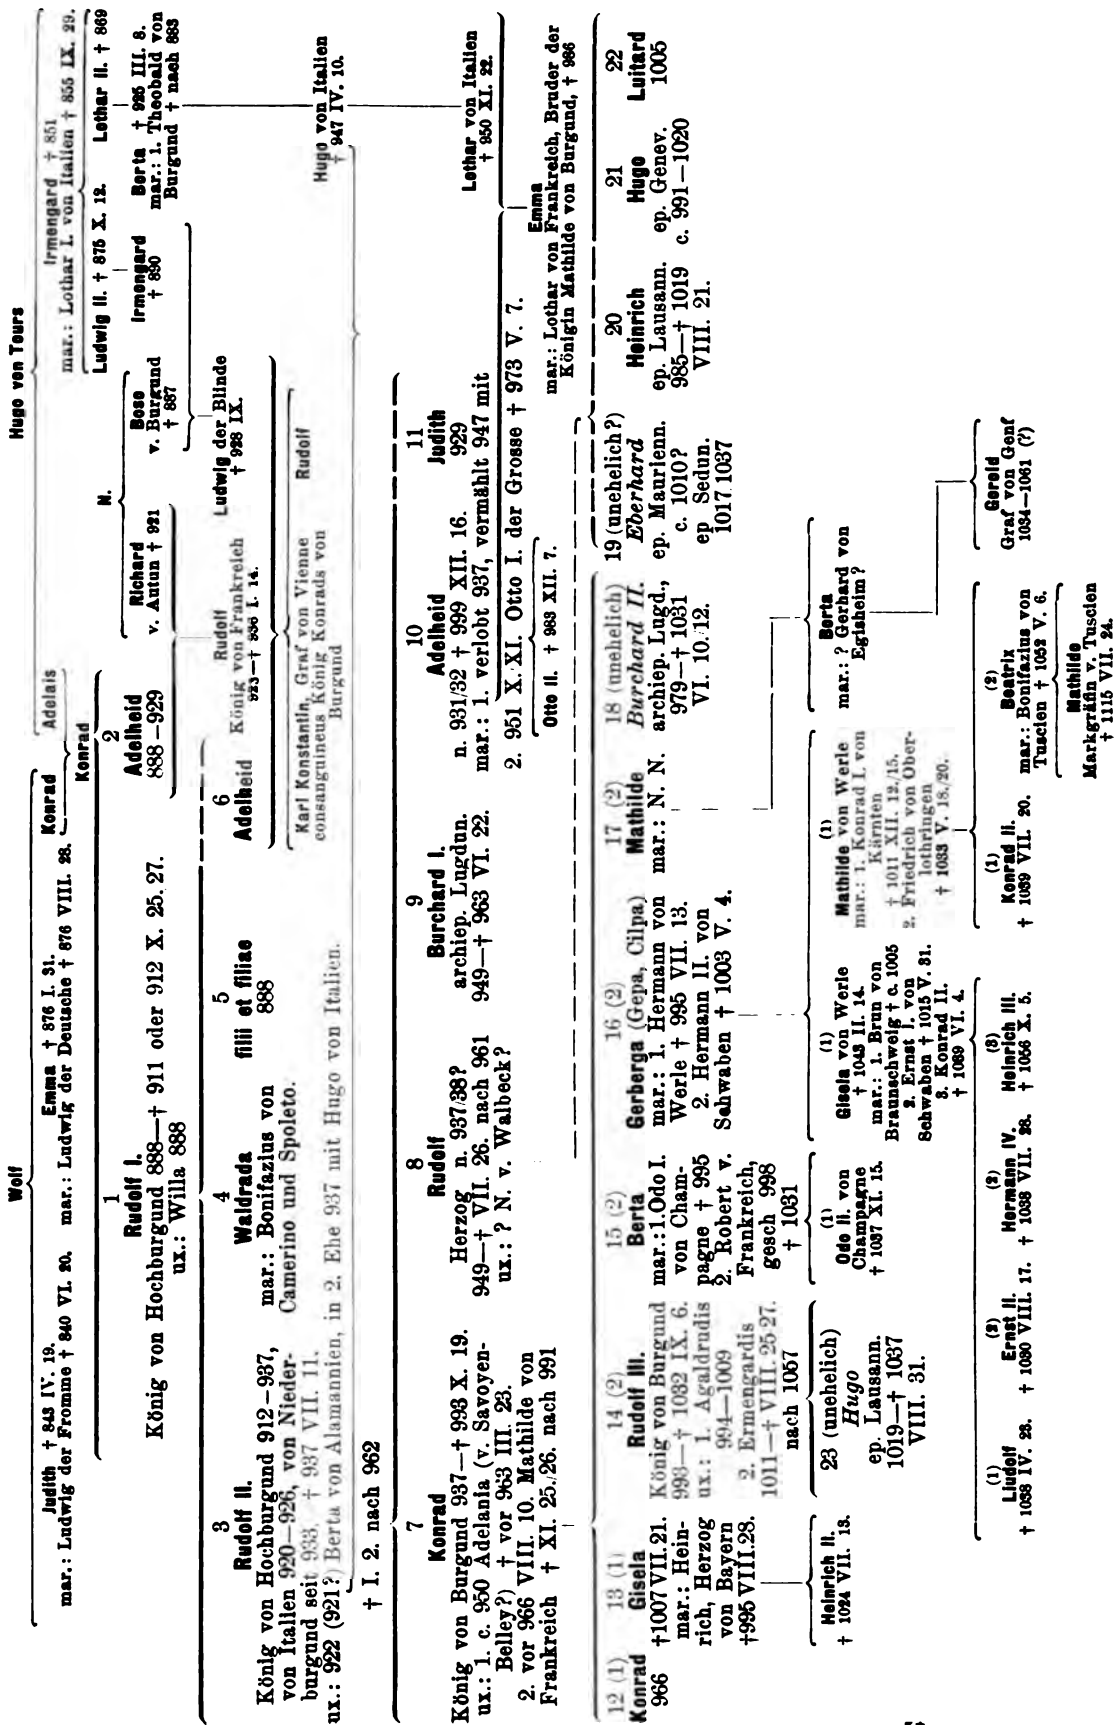 Wolf
Hugo von Tours
Judith † 843 IV. 19.
mar.: Ludwig der Fromme † 840 VI. 20.
Emma † 876 I. 31.
mar.: Ludwig der Deutsche † 876 VIII. 28.
Konrad
Adelais
Irmengard † 851
mar.: Lothar I. von Italien † 855 IX. 29.
Konrad
N.
Ludwig II. † 875 X. 12.
Lothar II. † 869
1
Rudolf I.
König von Hochburgund 888—† 911 oder 912 X. 25. 27.
ux.: Willa 888
2
Adelheid
888–929
Richard
v. Autun † 921
Boso
v. Burgund
† 887
Irmengard
† 890
Berta † 925 III. 8.
mar.: 1. Theobald von
Burgund † nach 883
3
Rudolf II.
König von Hochburgund 912–937,
von Italien 920–926, von Nieder-
burgund seit 933. † 937 VII. 11.
ux.: 922 (921?) Berta von Alamannien, in 2. Ehe 937 mit Hugo von Italien.
† I. 2. nach 962
4
Waldrada
mar.: Bonifazius von
Camerino und Spoleto.
5
filii et filiae
888
6
Adelheid
Rudolf
König von Frankreich
923—† 936 I. 14.
Ludwig der Blinde
† 928 IX.
Karl Konstantin, Graf von Vienne
consanguineus König Konrads von
Burgund
Rudolf
Hugo von Italien
† 947 IV. 10.
7
Konrad
König von Burgund 937—† 993 X. 19.
ux.: 1. c. 950 Adelania (v. Savoyen-
Belley?) † vor 963 III. 23.
2. vor 966 VIII. 10. Mathilde von
Frankreich † XI. 25./26. nach 991
8
Rudolf
Herzog n. 937/38?
949—† VII. 26. nach 961
ux.: ? N. v. Walbeck?
9
Burchard I.
archiep. Lugdun.
949—† 963 VI. 22.
10
Adelheid
n. 931/32 † 999 XII. 16.
mar.: 1. verlobt 937, vermählt 947 mit
2. 951 X./XI. Otto I. der Grosse † 973 V. 7.
11
Judith
929
Lothar von Italien
† 950 XI. 22.
Otto II. † 983 XII. 7.
Emma
mar.: Lothar von Frankreich, Bruder der
Königin Mathilde von Burgund, † 986
12 (1)
Konrad
966
13 (1)
Gisela
†1007 VII. 21.
mar.: Hein-
rich, Herzog
von Bayern
†995 VIII. 28.
14 (2)
Rudolf III.
König von Burgund
993—† 1032 IX. 6.
ux.: 1. Agaldrudis
994—1009
2. Ermengardis
1011—† VIII. 25-27.
nach 1057
15 (2)
Berta
mar.: 1. Odo I.
von Cham-
pagne † 995
2. Robert v.
Frankreich,
gesch 998
† 1031
16 (2)
Gerberga (Gepa, Cilpa)
mar.: 1. Hermann von
Werle † 995 VII. 13.
2. Hermann II. von
Sahwaben † 1003 V. 4.
17 (2)
Mathilde
mar.: N. N.
18 (unehelich)
Burchard II.
archiep. Lugd.,
979—† 1031
VI. 10./12.
19 (unehelich?)
Eberhard
ep. Maurienn.
c. 1010?
ep Sedun.
1017.1037
20
Heinrich
ep. Lausann.
985—† 1019
VIII. 21.
21
Hugo
ep. Genev.
c. 991—1020
22
Luitard
1005
Heinrich II.
† 1024 VII. 13.
23 (unehelich)
Hugo
ep. Lausann.
1019—† 1037
VIII. 31.
(1)
Odo II. von
Champagne
† 1037 XI. 15.
(1)
Gisela von Werle
† 1043 II. 14.
mar.: 1. Brun von
Braunschweig † c. 1005
2. Ernst I. von
Schwaben † 1015 V. 31.
3. Konrad II.
† 1039 VI. 4.
(1)
Mathilde von Werle
mar.: 1. Konrad I. von
Kärnten
† 1011 XII. 12./15.
2. Friedrich von Ober-
lothringen
† 1033 V. 18./20.
Berta
mar.: ? Gerhard von
Egisheim?
(1)
Liudolf
† 1038 IV. 23.
(2)
Ernst II.
† 1030 VIII. 17.
(2)
Hermann IV.
† 1038 VII. 28.
(3)
Heinrich III.
† 1056 X. 5.
(1)
Konrad II.
† 1039 VII. 20.
(2)
Beatrix
mar.: Bonifazius von
Tuscien † 1052 V. 6.
Gerold
Graf von Genf
1034–1061 (?)
Mathilde
Markgräfin v. Tuscien
† 1115 VII. 24.